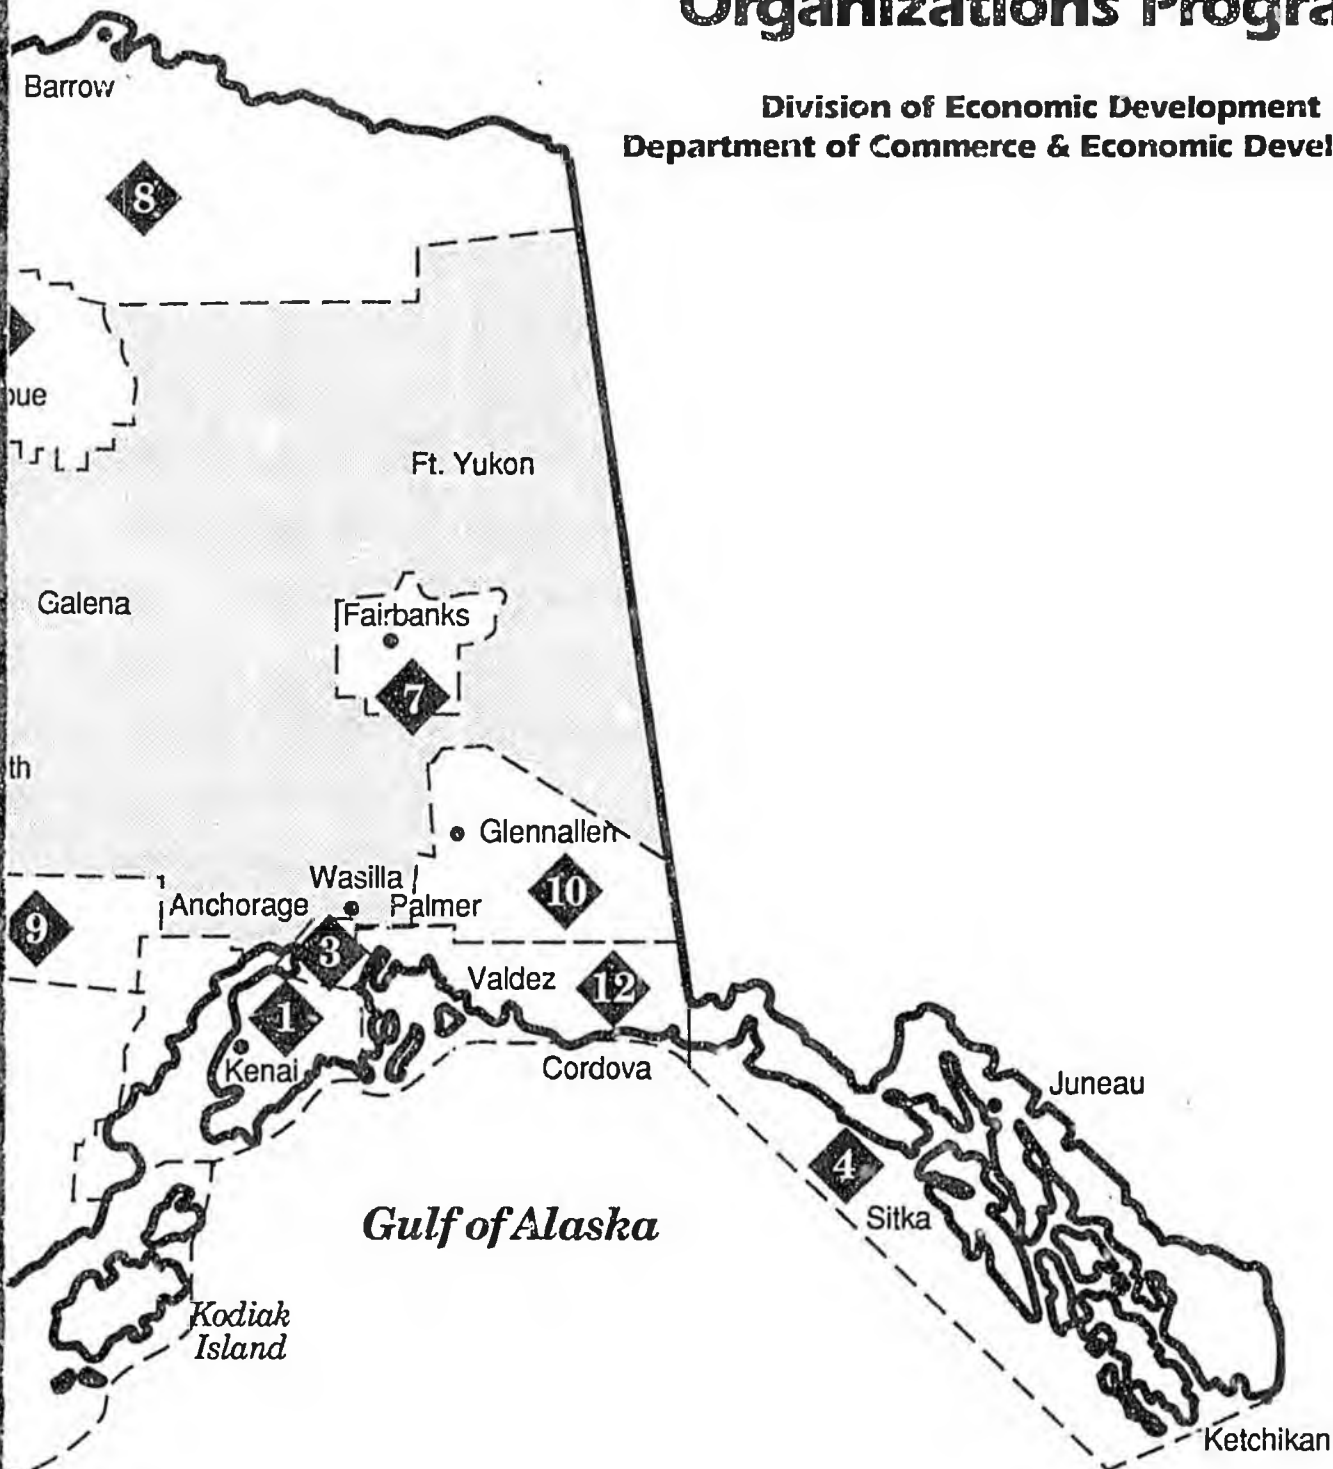 Organizations Progra
Division of Economic Development
Department of Commerce & Economic Devel
Barrow
8
oue
Ft. Yukon
Galena
Fairbanks
7
th
Glennallen
Wasilla
10
Anchorage
Palmer
9
3
Valdez
12
1
Kenai
Cordova
Juneau
4
Sitka
Gulf of Alaska
Kodiak
Island
Ketchikan